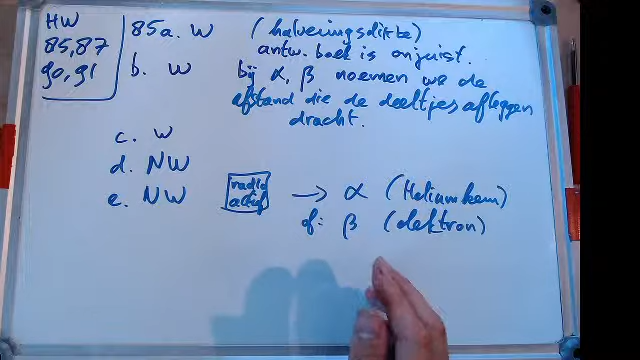 HW
85, 87
90, 91
85a. W (halveringsdikte)
antw. boek is onjuist.
b. W bij α, β noemen we de
afstand die de deeltjes afleggen
dracht.
c. W
d. NW
e. NW
radio
actief
→ α (Heliumkern)
of: β (elektron)